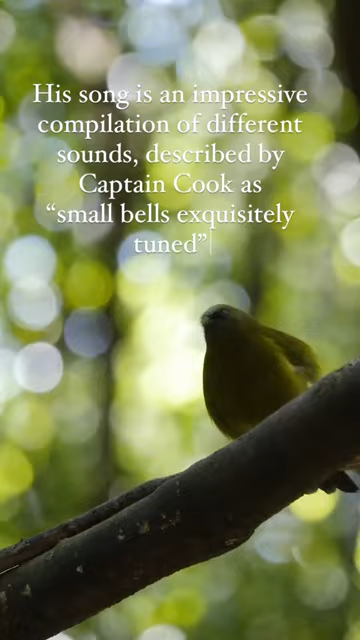 His song is an impressive
compilation of different
sounds, described by
Captain Cook as
“small bells exquisitely
tuned”